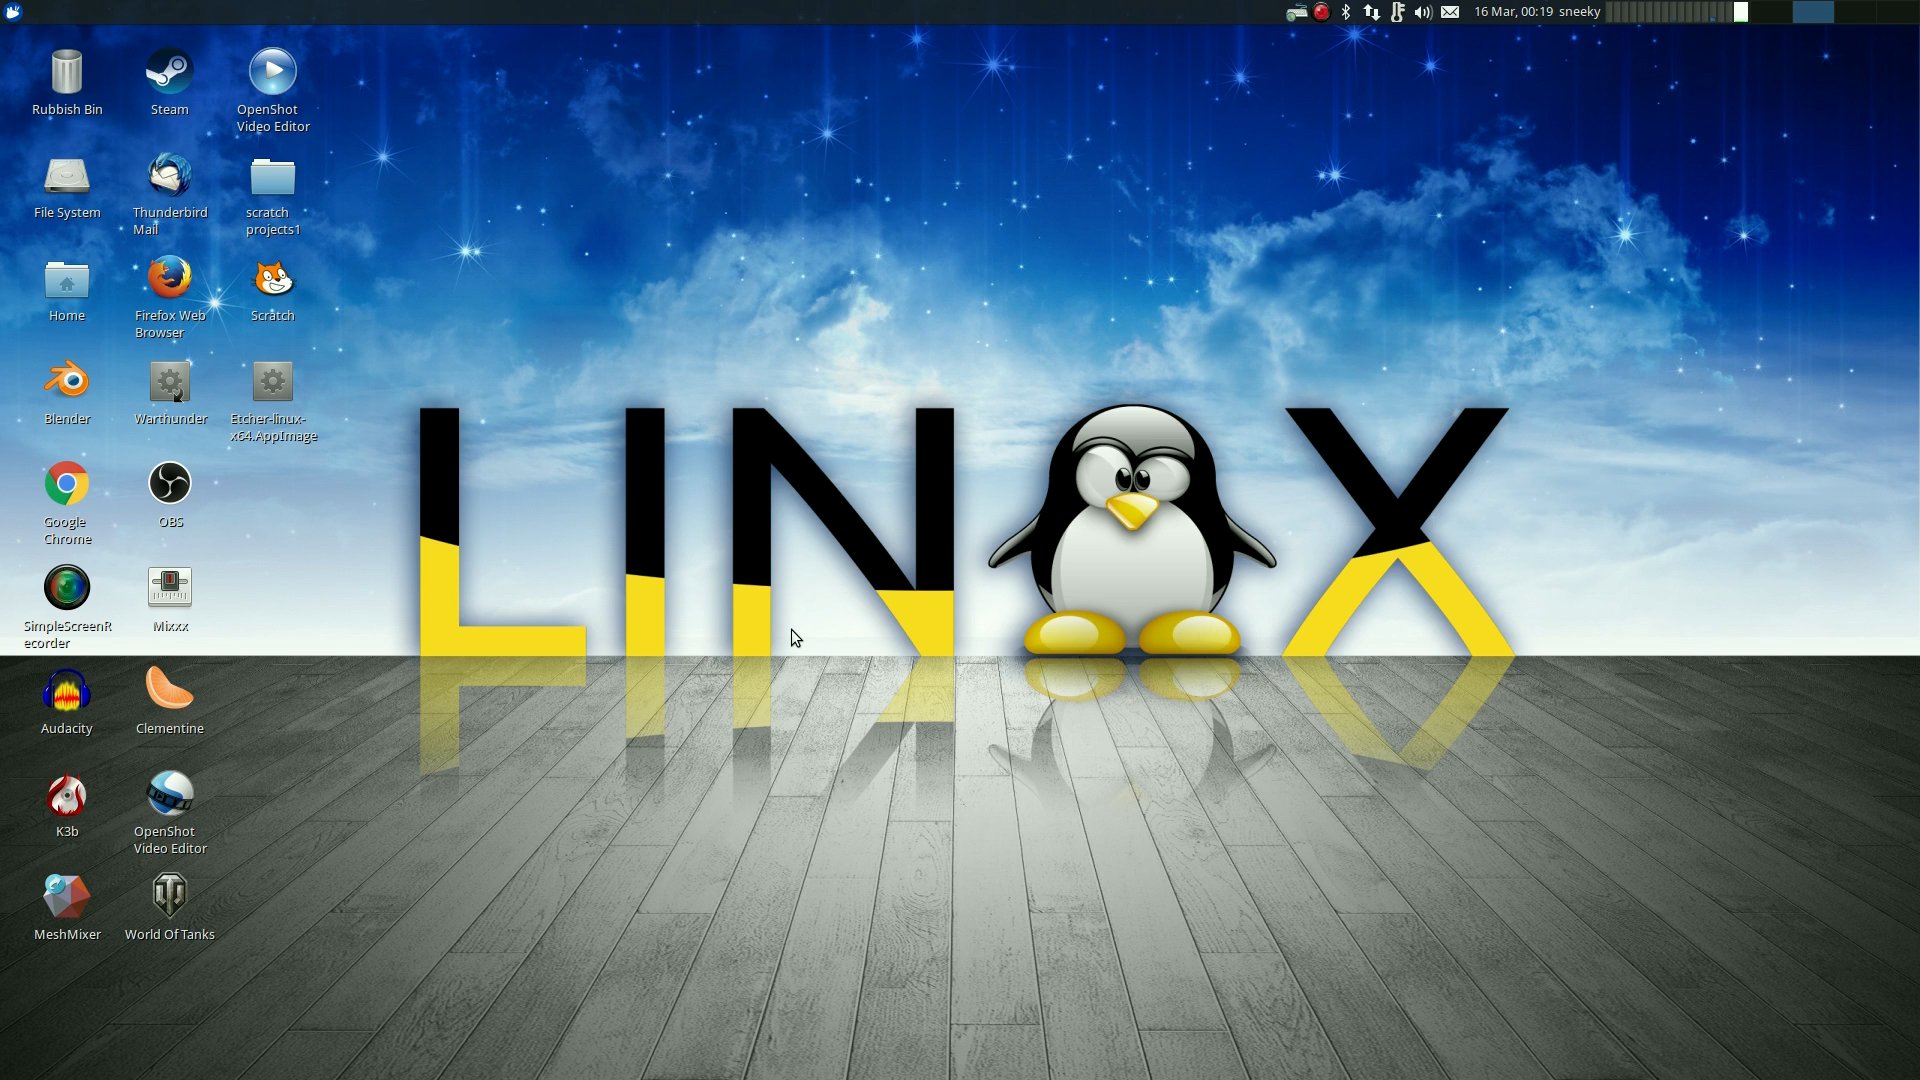 16 Mar, 00:19 sneeky
Rubbish Bin
Steam
OpenShot
Video Editor
File System
Thunderbird
Mail
scratch
projects1
Home
Firefox Web
Browser
Scratch
Blender
Warthunder
Etcher-linux-
x64.AppImage
LINUX
Google
Chrome
OBS
SimpleScreenR
ecorder
Mixxx
Audacity
Clementine
K3b
OpenShot
Video Editor
MeshMixer
World Of Tanks